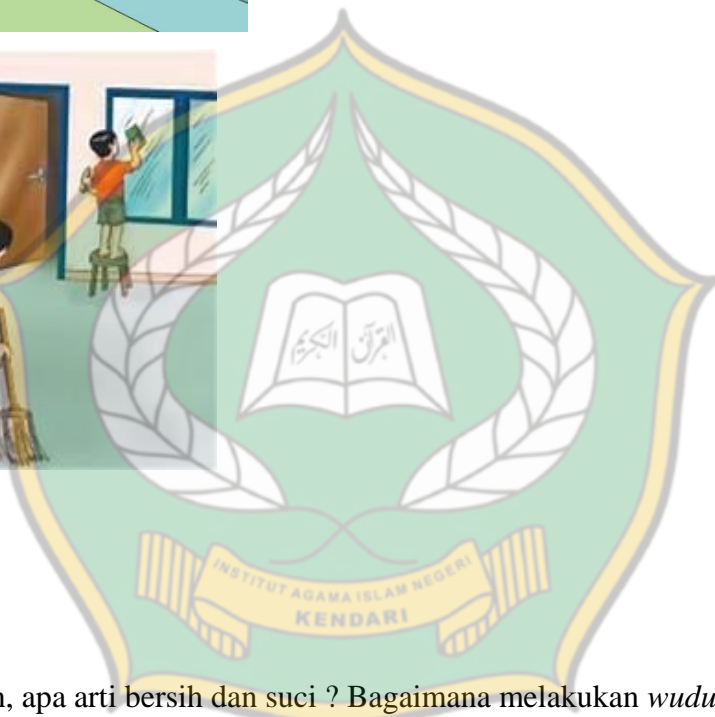 القرآن الكريم
INSTITUT AGAMA ISLAM NEGERI
KENDARI
, apa arti bersih dan suci ? Bagaimana melakukan wudu